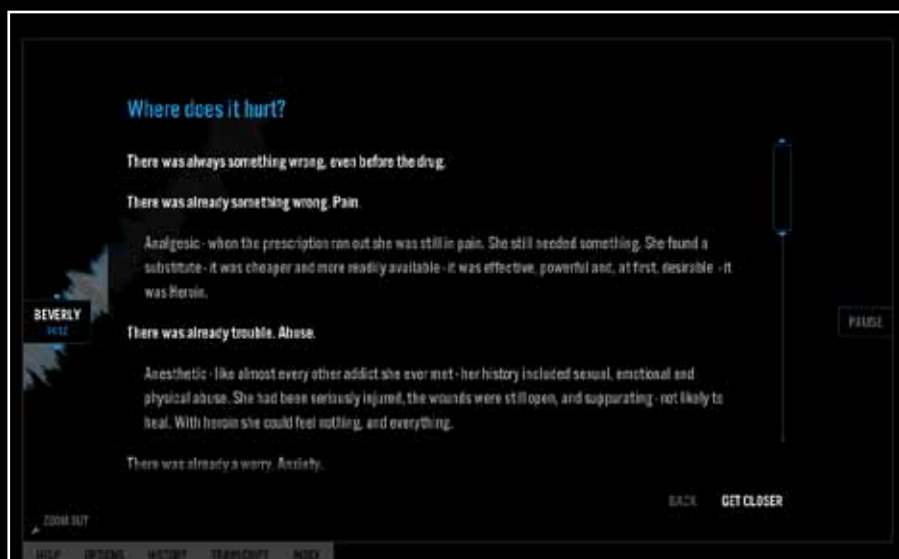 Where does it hurt?
There was always something wrong, even before the drug.
There was already something wrong. Pain.
Analgesic - when the prescription ran out she was still in pain. She still needed something. She found a
substitute - it was cheaper and more readily available - it was effective, powerful and, at first, desirable - it
was Heroin.
BEVERLY
PAUSE
There was already trouble. Abuse.
Anesthetic - like almost every other addict she ever met - her history included sexual, emotional and
physical abuse. She had been seriously injured, the wounds were still open, and suppurating - not likely to
heal. With heroin she could feel nothing, and everything.
There was already a worry. Anxiety.
BACK GET CLOSER
ZOOM OUT
HELP OPTIONS HISTORY TRANSCRIPT INDEX